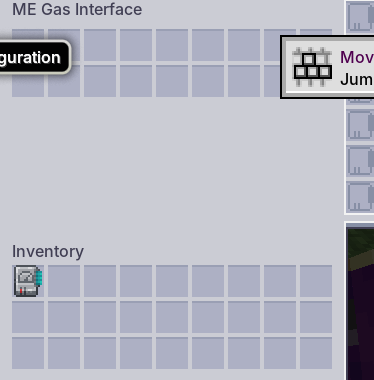 ME Gas Interface
guration
Mov
Jum
Inventory